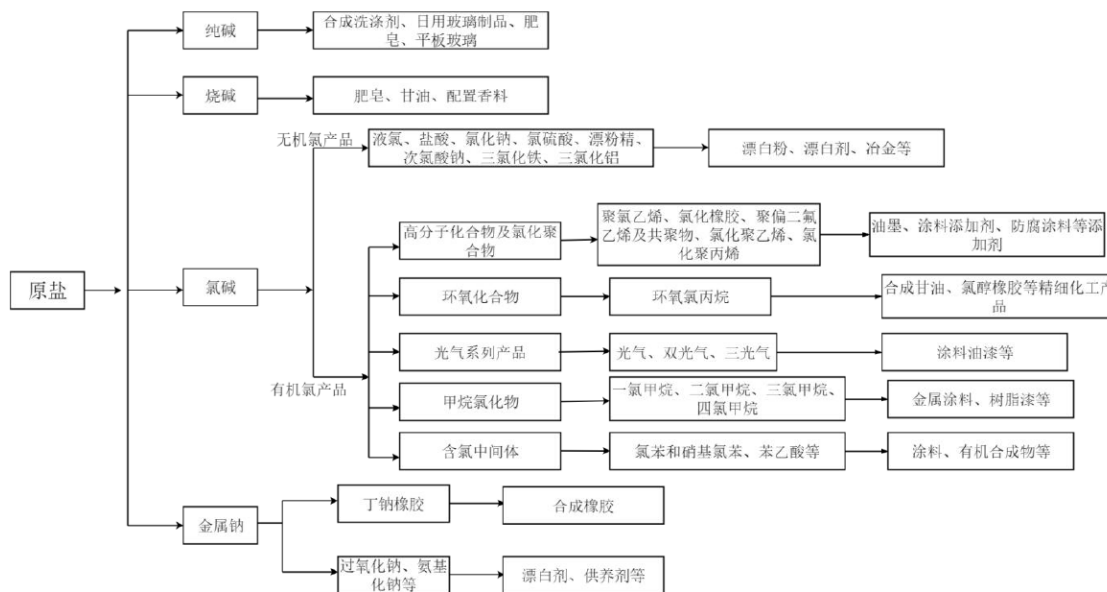 纯碱
合成洗涤剂、日用玻璃制品、肥
皂、平板玻璃
烧碱
肥皂、甘油、配置香料
无机氯产品
液氯、盐酸、氯化钠、氯硫酸、漂粉精、
次氯酸钠、三氯化铁、三氯化铝
漂白粉、漂白剂、冶金等
高分子化合物及氯化聚
合物
聚氯乙烯、氯化橡胶、聚偏二氟
乙烯及共聚物、氯化聚乙烯、氯
化聚丙烯
油墨、涂料添加剂、防腐涂料等添
加剂
原盐
氯碱
环氧化合物
环氧氯丙烷
合成甘油、氯醇橡胶等精细化工产
品
光气系列产品
光气、双光气、三光气
涂料油漆等
有机氯产品
甲烷氯化物
一氯甲烷、二氯甲烷、三氯甲烷、
四氯甲烷
金属涂料、树脂漆等
含氯中间体
氯苯和硝基氯苯、苯乙酸等
涂料、有机合成物等
金属钠
丁钠橡胶
合成橡胶
过氧化钠、氨基
化钠等
漂白剂、供养剂等